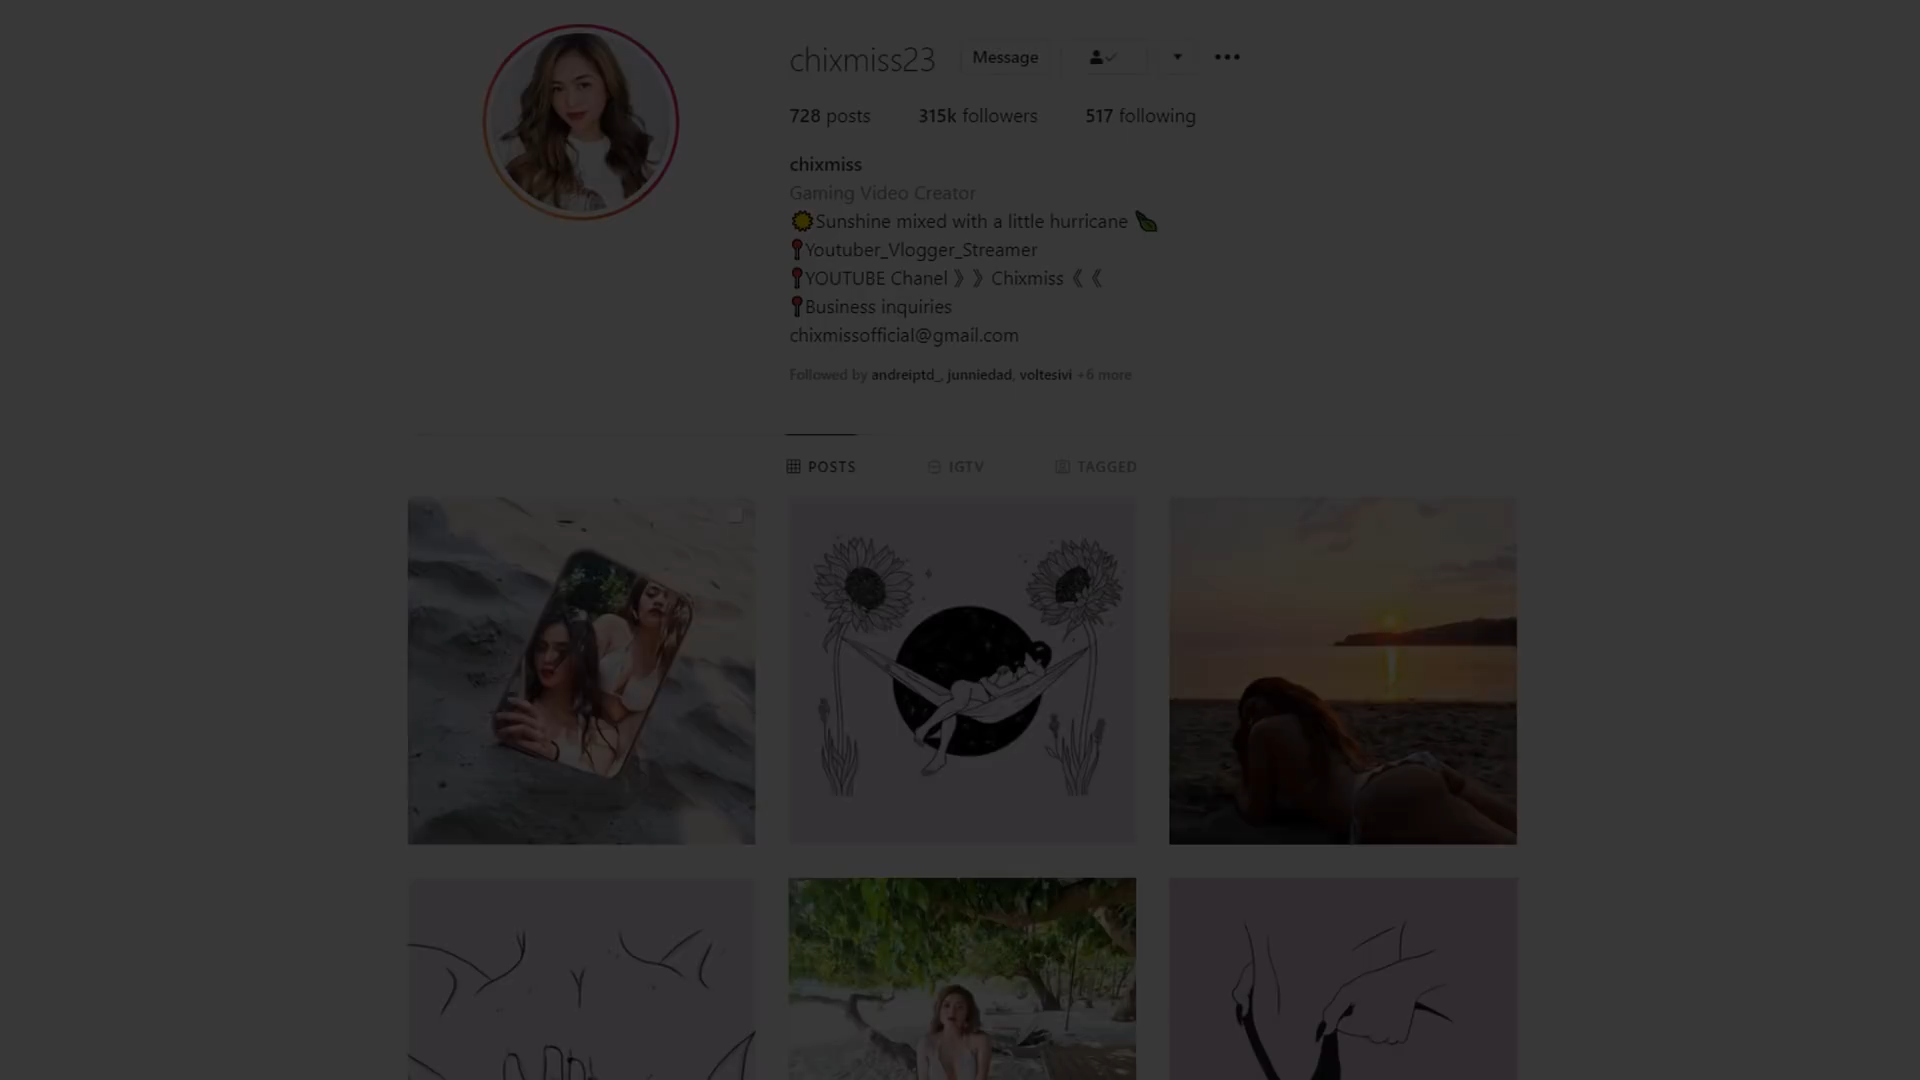 chixmiss23 Message
728 posts 315k followers 517 following
chixmiss
Gaming Video Creator
Sunshine mixed with a little hurricane
Youtuber_Vlogger_Streamer
YOUTUBE Chanel 》》Chixmiss《《
Business inquiries
chixmissofficial@gmail.com
Followed by andreiptd_, junniedad, voltesivi +6 more
POSTS IGTV TAGGED